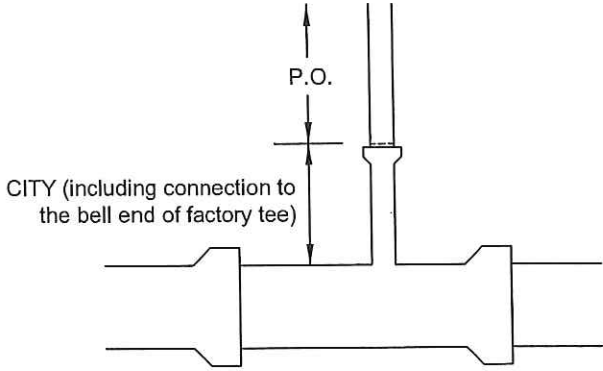 P.O.
CITY (including connection to
the bell end of factory tee)